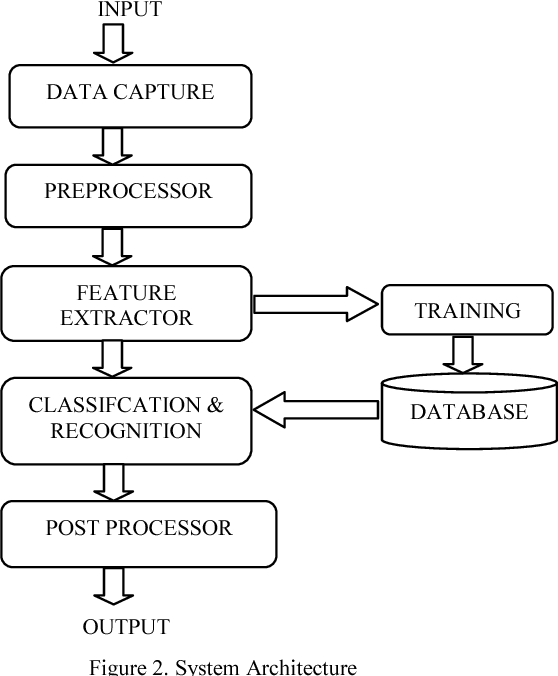 INPUT
DATA CAPTURE
PREPROCESSOR
FEATURE
EXTRACTOR
TRAINING
CLASSIFCATION &
RECOGNITION
DATABASE
POST PROCESSOR
OUTPUT
Figure 2. System Architecture